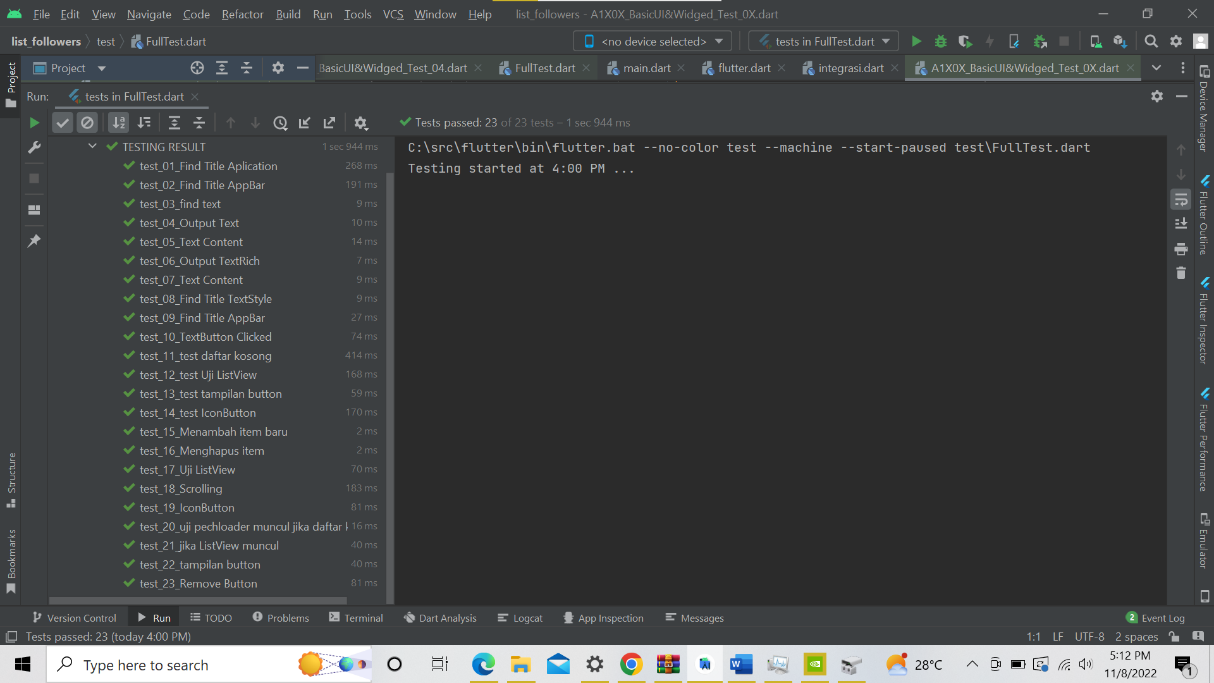 File Edit View Navigate Code Refactor Build Run Tools VCS Window Help list_followers - A1X0X_BasicUI&Widged_Test_0X.dart
list_followers test FullTest.dart <no device selected> tests in FullTest.dart
Project BasicUI&Widged_Test_04.dart FullTest.dart main.dart flutter.dart integrasi.dart A1X0X_BasicUI&Widged_Test_0X.dart
Project
Run: tests in FullTest.dart
Tests passed: 23 of 23 tests – 1 sec 944 ms
TESTING RESULT 1 sec 944 ms
test_01_Find Title Aplication 268 ms
test_02_Find Title AppBar 191 ms
test_03_find text 9 ms
test_04_Output Text 10 ms
test_05_Text Content 14 ms
test_06_Output TextRich 7 ms
test_07_Text Content 9 ms
test_08_Find Title TextStyle 9 ms
test_09_Find Title AppBar 27 ms
test_10_TextButton Clicked 74 ms
test_11_test daftar kosong 414 ms
test_12_test Uji ListView 168 ms
test_13_test tampilan button 59 ms
test_14_test IconButton 170 ms
test_15_Menambah item baru 2 ms
test_16_Menghapus item 2 ms
test_17_Uji ListView 70 ms
test_18_Scrolling 183 ms
test_19_IconButton 81 ms
test_20_uji pechloader muncul jika daftar 16 ms
test_21_jika ListView muncul 40 ms
test_22_tampilan button 40 ms
test_23_Remove Button 81 ms
C:\src\flutter\bin\flutter.bat --no-color test --machine --start-paused test\FullTest.dart
Testing started at 4:00 PM ...
Structure
Bookmarks
Device Manager
Flutter Outline
Flutter Inspector
Flutter Performance
Emulator
Version Control Run TODO Problems Terminal Dart Analysis Logcat App Inspection Messages 2 Event Log
Tests passed: 23 (today 4:00 PM) 1:1 LF UTF-8 2 spaces
Type here to search 28°C 5:12 PM
11/8/2022 1